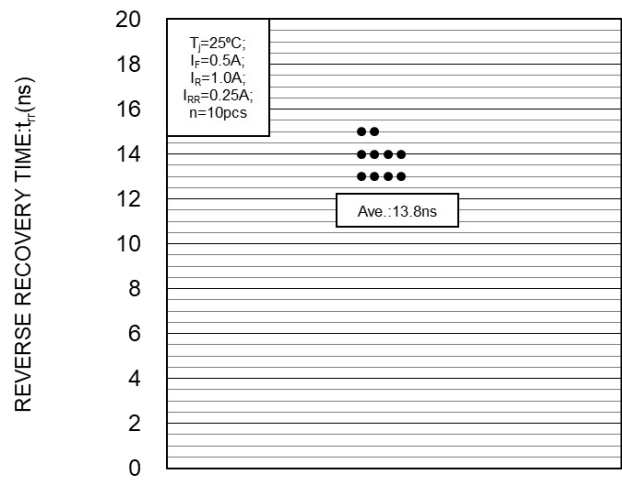 REVERSE RECOVERY TIME:trr(ns)
20
18
16
14
12
10
8
6
4
2
0
Tj=25⁰C;
IF=0.5A;
IR=1.0A;
IRR=0.25A;
n=10pcs
Ave.:13.8ns